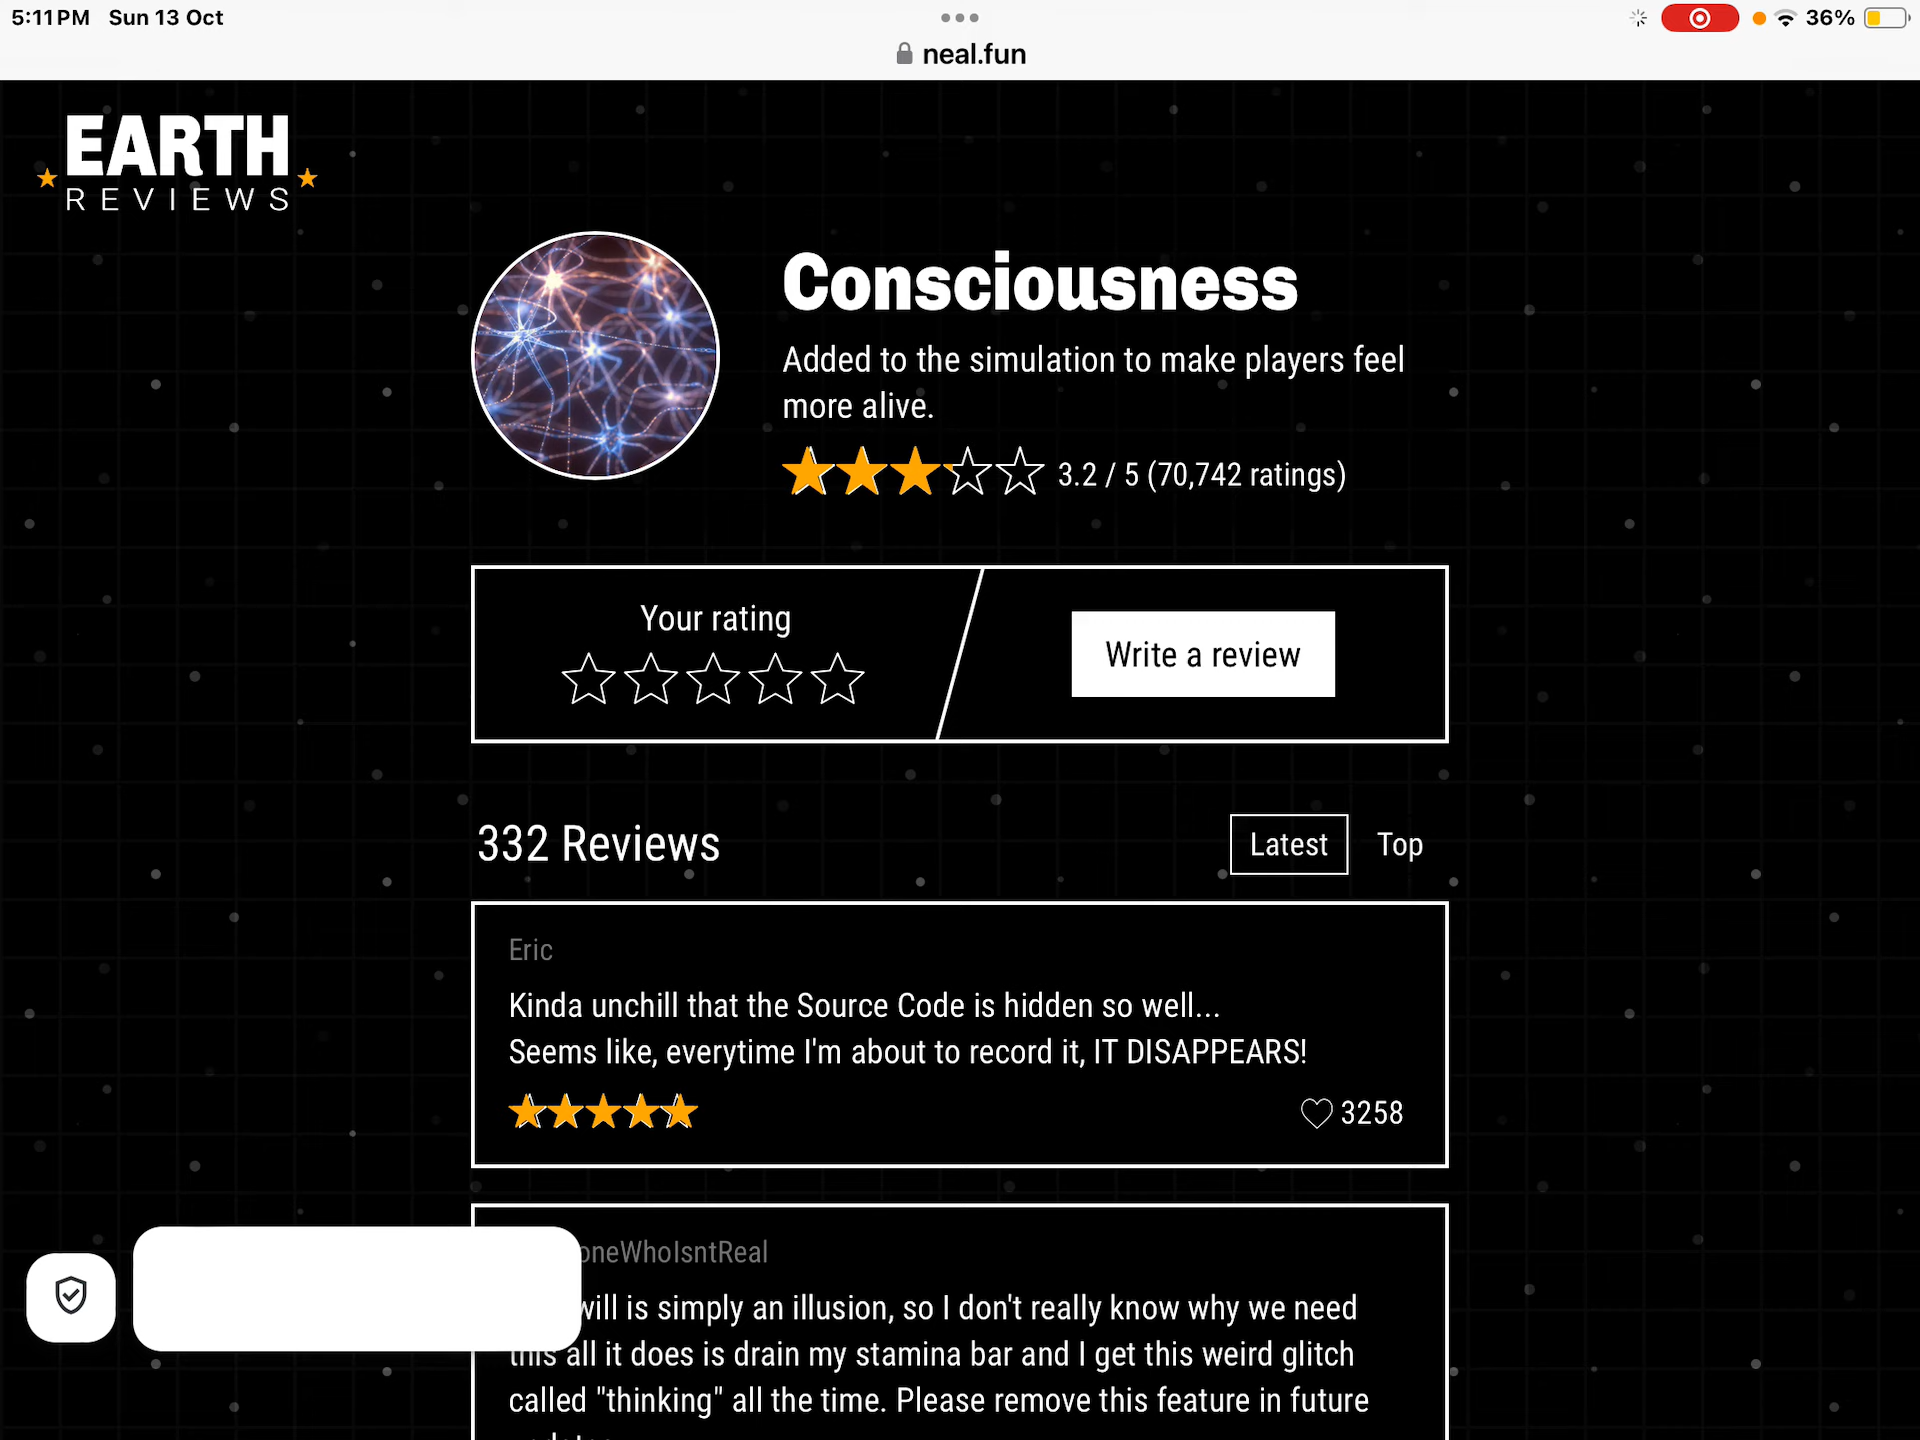 5:11 PM Sun 13 Oct
36%
neal.fun
EARTH
REVIEWS
Consciousness
Added to the simulation to make players feel
more alive.
3.2 / 5 (70,742 ratings)
Your rating
Write a review
332 Reviews
Latest Top
Eric
Kinda unchill that the Source Code is hidden so well...
Seems like, everytime I'm about to record it, IT DISAPPEARS!
3258
oneWhoIsntReal
will is simply an illusion, so I don't really know why we need
this all it does is drain my stamina bar and I get this weird glitch
called "thinking" all the time. Please remove this feature in future